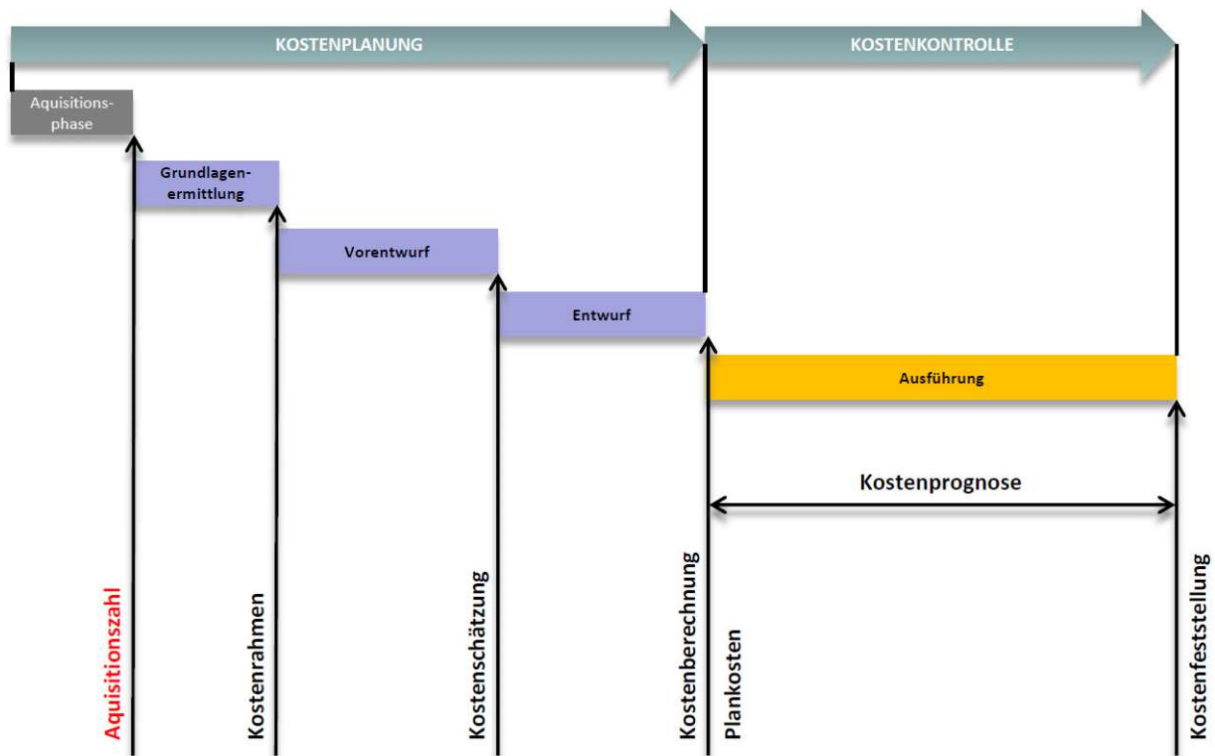 KOSTENPLANUNG
KOSTENKONTROLLE
Aquisitions-
phase
Grundlagen-
ermittlung
Vorentwurf
Entwurf
Ausführung
Kostenprognose
Aquisitionszahl
Kostenrahmen
Kostenschätzung
Kostenberechnung
Plankosten
Kostenfeststellung